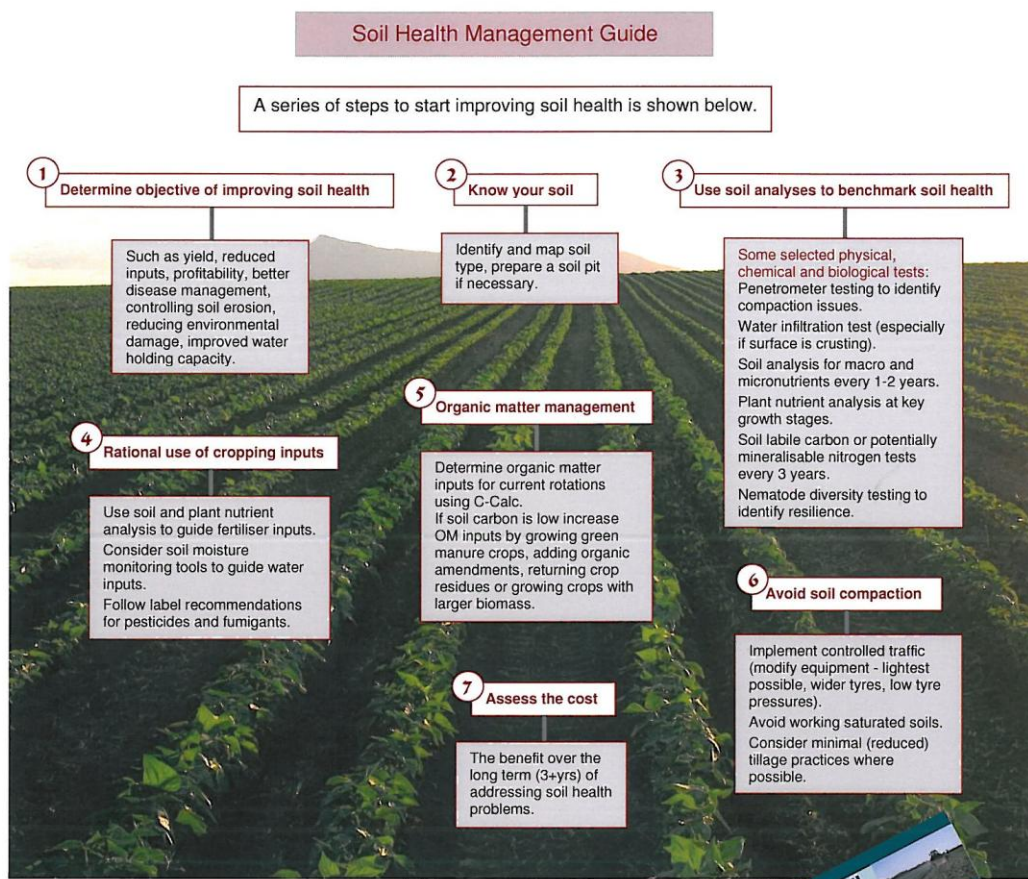 Soil Health Management Guide
A series of steps to start improving soil health is shown below.
1
Determine objective of improving soil health
Such as yield, reduced
inputs, profitability, better
disease management,
controlling soil erosion,
reducing environmental
damage, improved water
holding capacity.
2
Know your soil
Identify and map soil
type, prepare a soil pit
if necessary.
3
Use soil analyses to benchmark soil health
Some selected physical,
chemical and biological tests:
Penetrometer testing to identify
compaction issues.
Water infiltration test (especially
if surface is crusting).
Soil analysis for macro and
micronutrients every 1-2 years.
Plant nutrient analysis at key
growth stages.
Soil labile carbon or potentially
mineralisable nitrogen tests
every 3 years.
Nematode diversity testing to
identify resilience.
4
Rational use of cropping inputs
Use soil and plant nutrient
analysis to guide fertiliser inputs.
Consider soil moisture
monitoring tools to guide water
inputs.
Follow label recommendations
for pesticides and fumigants.
5
Organic matter management
Determine organic matter
inputs for current rotations
using C-Calc.
If soil carbon is low increase
OM inputs by growing green
manure crops, adding organic
amendments, returning crop
residues or growing crops with
larger biomass.
6
Avoid soil compaction
Implement controlled traffic
(modify equipment - lightest
possible, wider tyres, low tyre
pressures).
Avoid working saturated soils.
Consider minimal (reduced)
tillage practices where
possible.
7
Assess the cost
The benefit over the
long term (3+yrs) of
addressing soil health
problems.